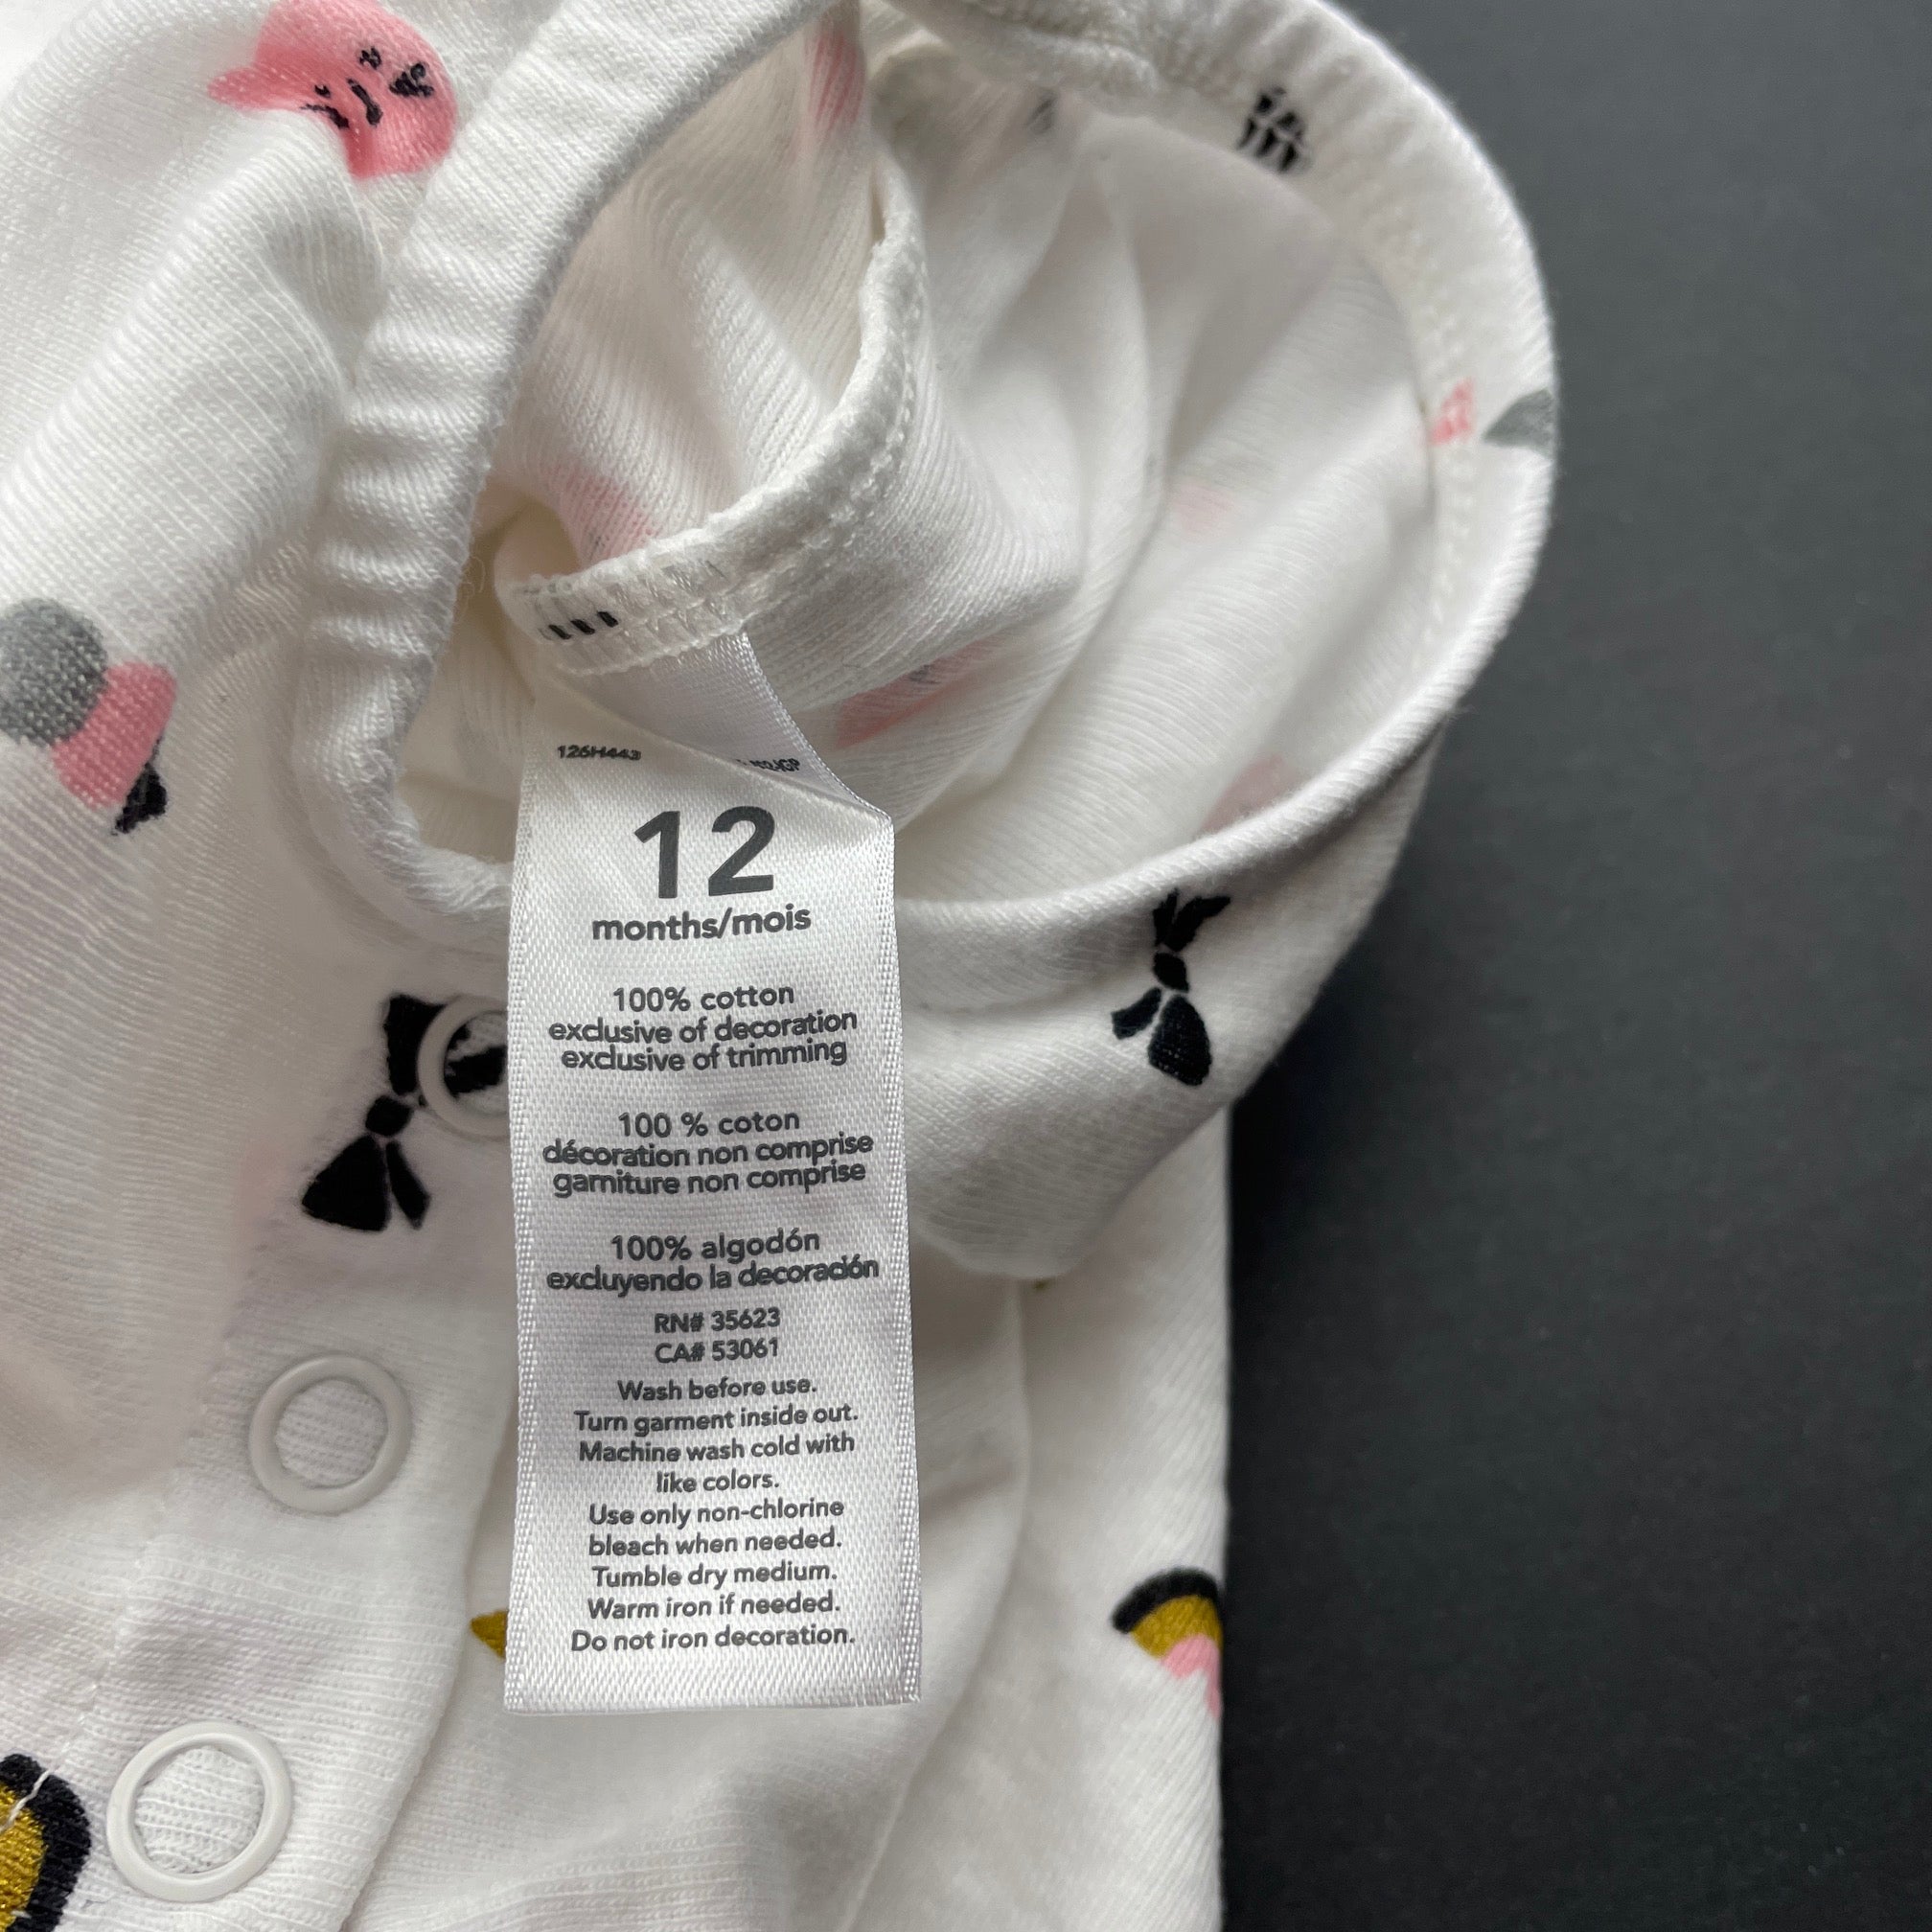 126H443
12
months/mois
100% cotton
exclusive of decoration
exclusive of trimming
100 % coton
décoration non comprise
garniture non comprise
100% algodón
excluyendo la decoración
RN# 35623
CA# 53061
Wash before use.
Turn garment inside out.
Machine wash cold with
like colors.
Use only non-chlorine
bleach when needed.
Tumble dry medium.
Warm iron if needed.
Do not iron decoration.